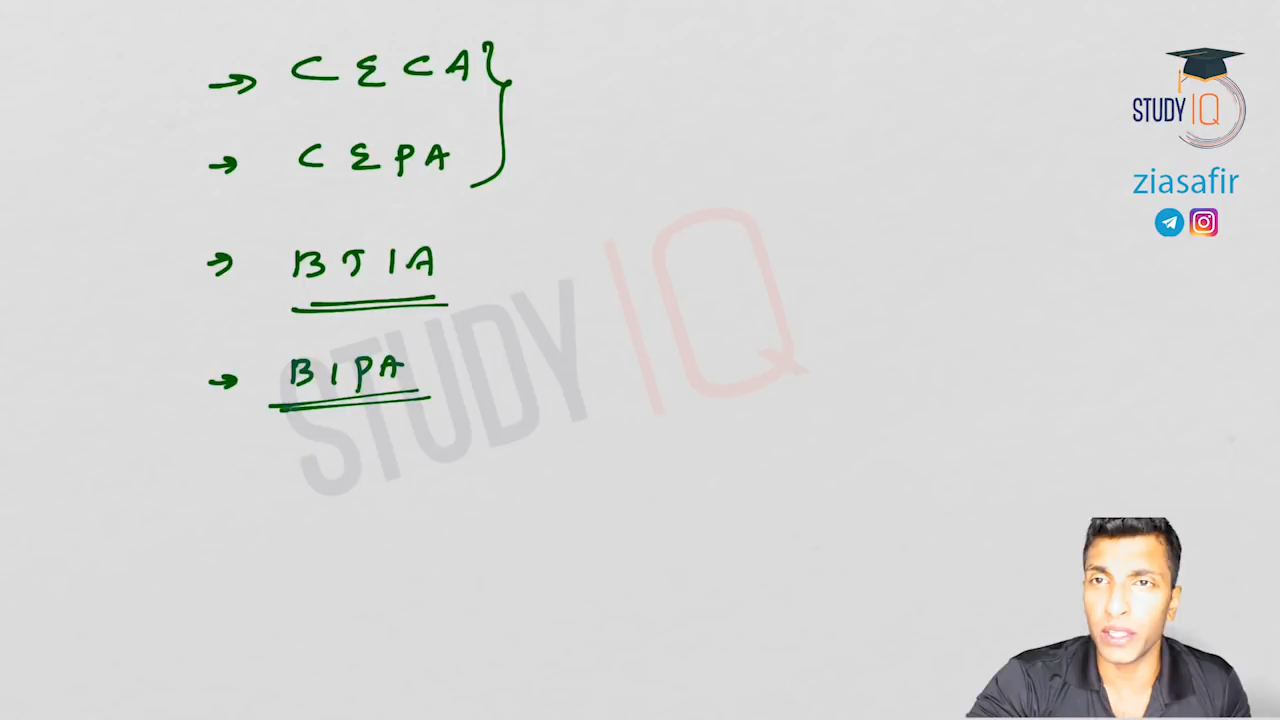 → CECA
→ CEPA
→ BTIA
→ BIPA
STUDY IQ
STUDY IQ
ziasafir